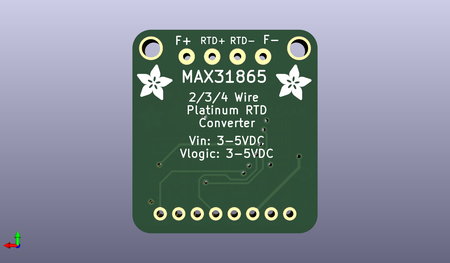 F+ RTD+ RTD- F-
MAX31865
2/3/4 Wire
Platinum RTD
Converter
Vin: 3-5VDC
Vlogic: 3-5VDC